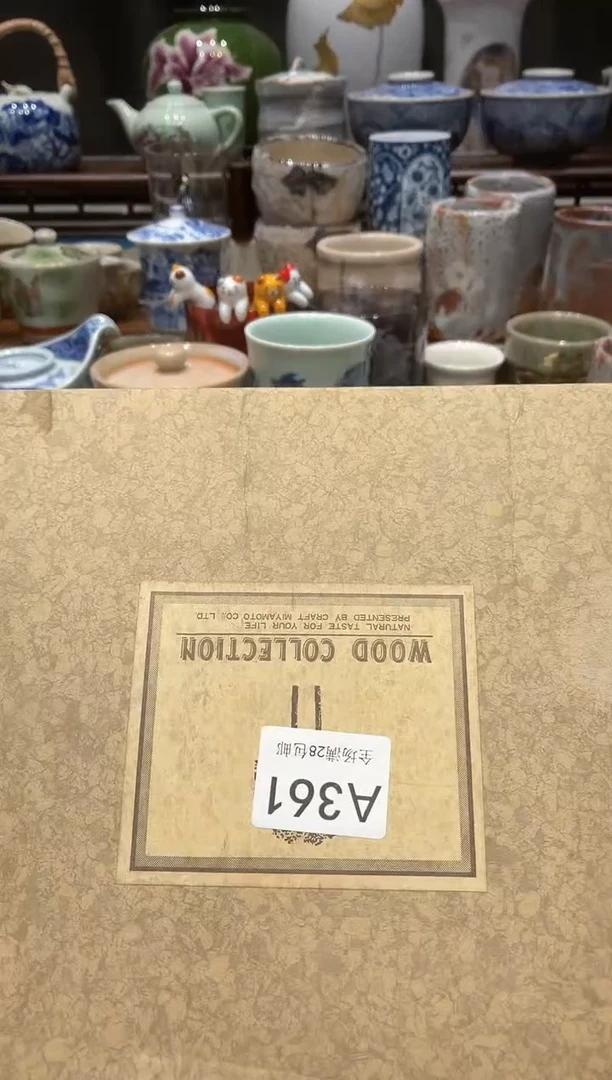 A361
全场满28包邮
WOOD COLLECTION
NATURAL TASTE FOR YOUR LIFE
PRESENTED BY CRAFT MIYAMOTO CO., LTD.